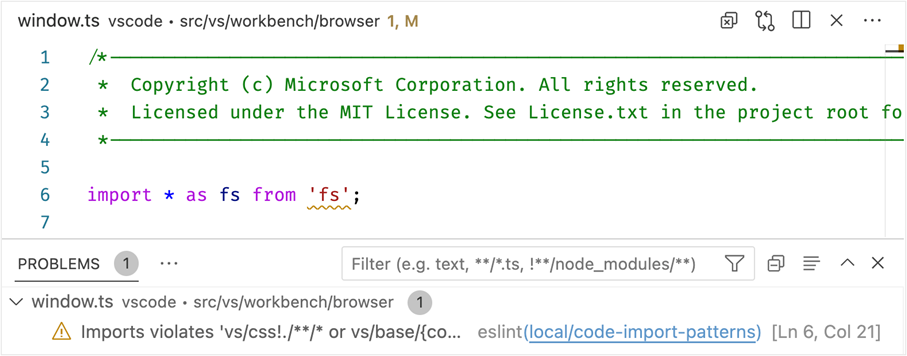 window.ts vscode • src/vs/workbench/browser 1, M
1 /*---------------------------------------------------------------
2 * Copyright (c) Microsoft Corporation. All rights reserved.
3 * Licensed under the MIT License. See License.txt in the project root fo
4 *---------------------------------------------------------------
5
6 import * as fs from 'fs';
7
PROBLEMS 1 ··· Filter (e.g. text, **/*.ts, !**/node_modules/**)
window.ts vscode • src/vs/workbench/browser 1
Imports violates 'vs/css!./**/* or vs/base/{co... eslint(local/code-import-patterns) [Ln 6, Col 21]